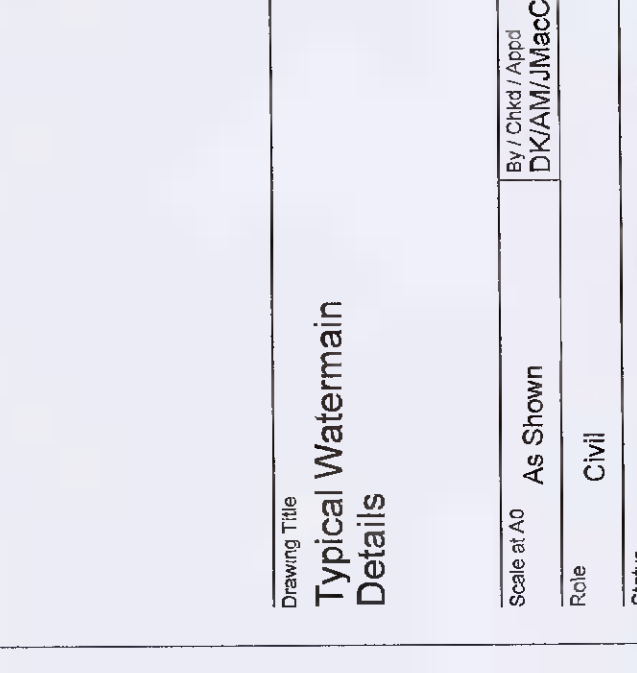 Drawing Title
Typical Watermain
Details
Scale at A0
As Shown
By / Chkd / Appd
DK/AM/JMacC
Role
Civil